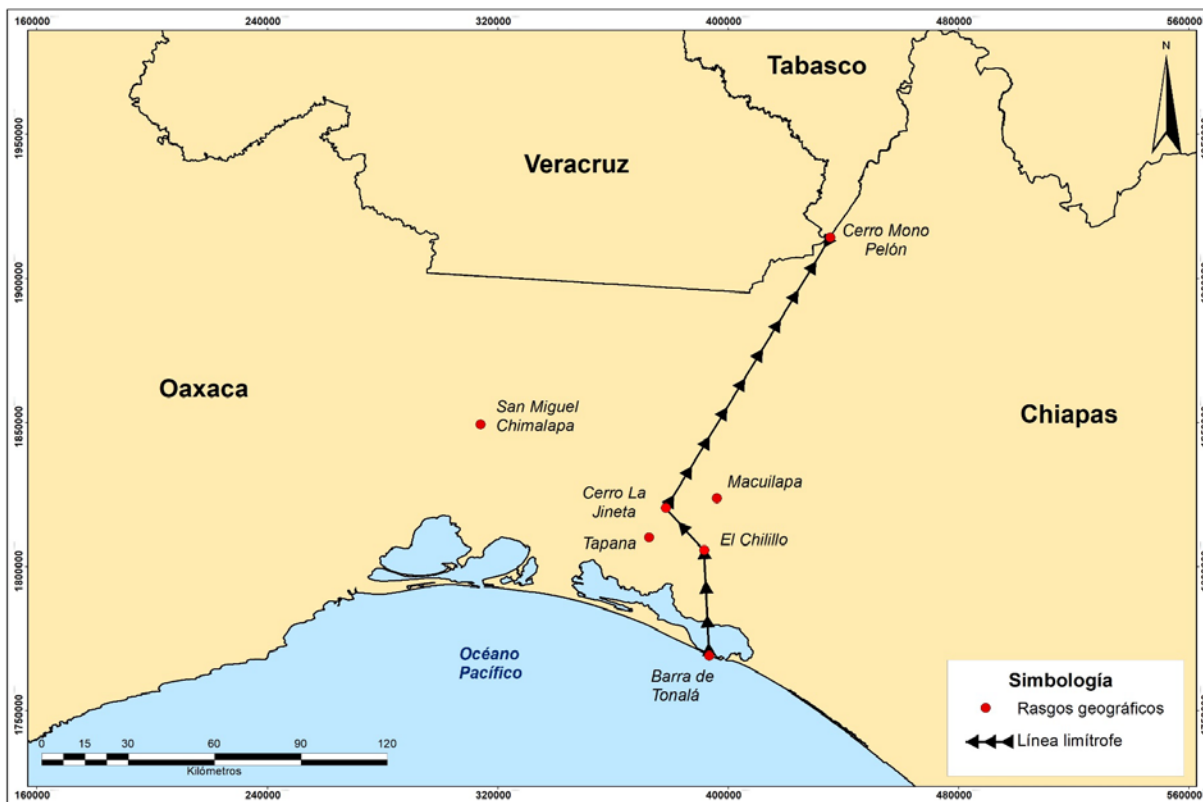 160000 240000 320000 400000 480000 560000
N
Tabasco
1950000
Veracruz
Cerro Mono
Pelón
1900000
Oaxaca
San Miguel
Chimalapa
Chiapas
1850000
Macuilapa
Cerro La
Jineta
Tapana
El Chilillo
1800000
Océano
Pacífico
Barra de
Tonalá
1750000
Simbología
Rasgos geográficos
Línea limítrofe
0 15 30 60 90 120
Kilómetros
160000 240000 320000 400000 480000 560000